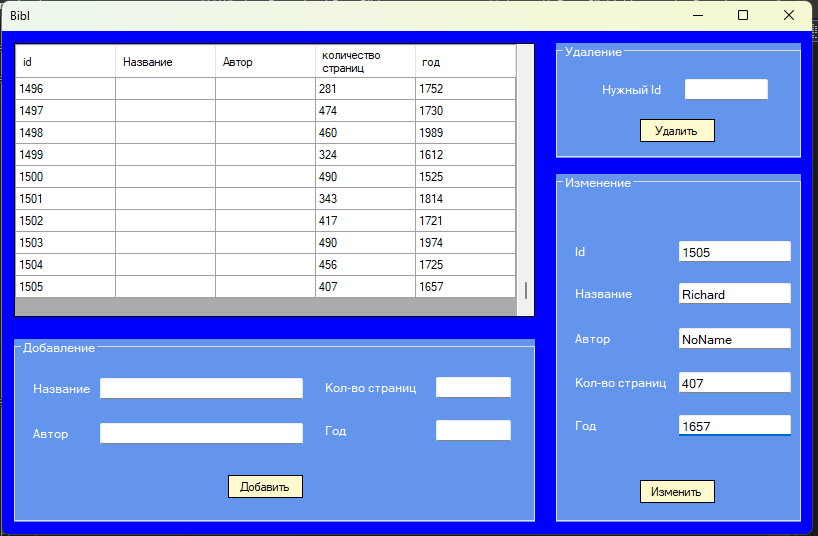 Bibl
id Название Автор количество страниц год
1496 281 1752
1497 474 1730
1498 460 1989
1499 324 1612
1500 490 1525
1501 343 1814
1502 417 1721
1503 490 1974
1504 456 1725
1505 407 1657
Удаление
Нужный Id
Удалить
Изменение
Id 1505
Название Richard
Автор NoName
Кол-во страниц 407
Год 1657
Изменить
Добавление
Название Кол-во страниц
Автор Год
Добавить